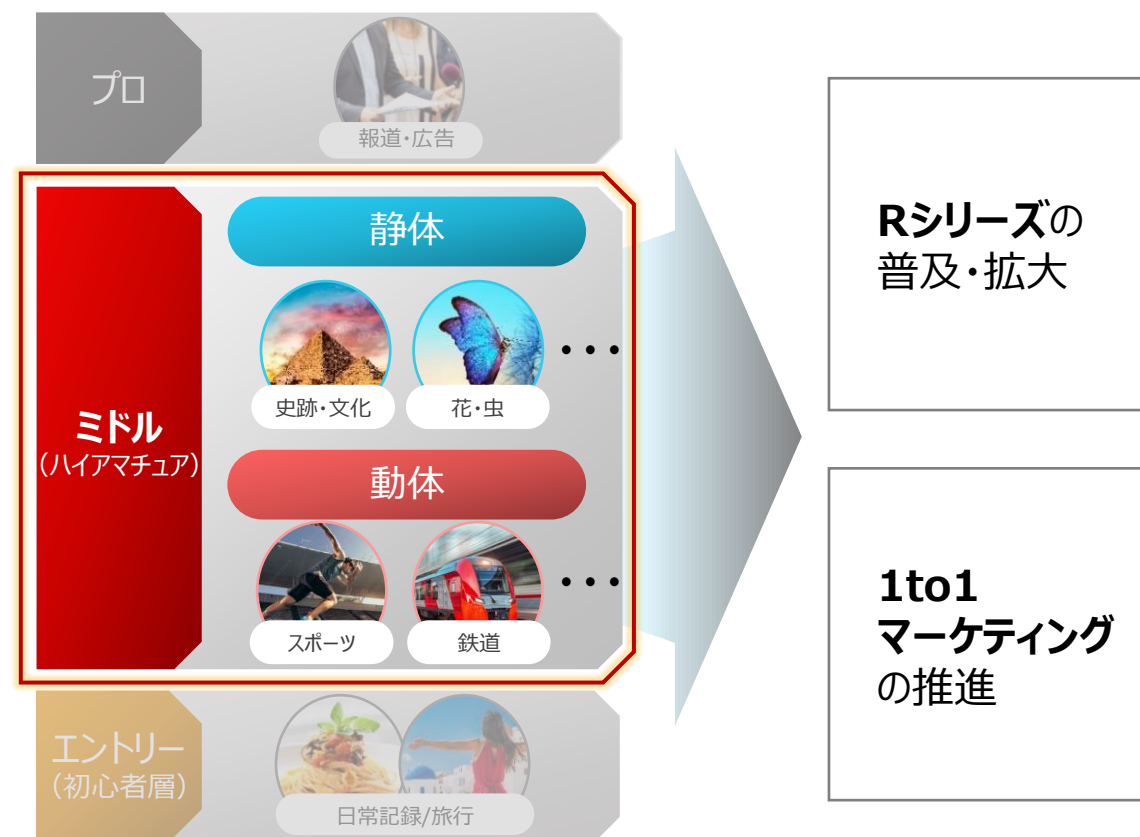 プロ
報道・広告
ミドル
（ハイアマチュア）
静体
史跡・文化
花・虫
・・・
動体
スポーツ
鉄道
・・・
エントリー
（初心者層）
日常記録/旅行
Rシリーズの
普及・拡大
1to1
マーケティング
の推進